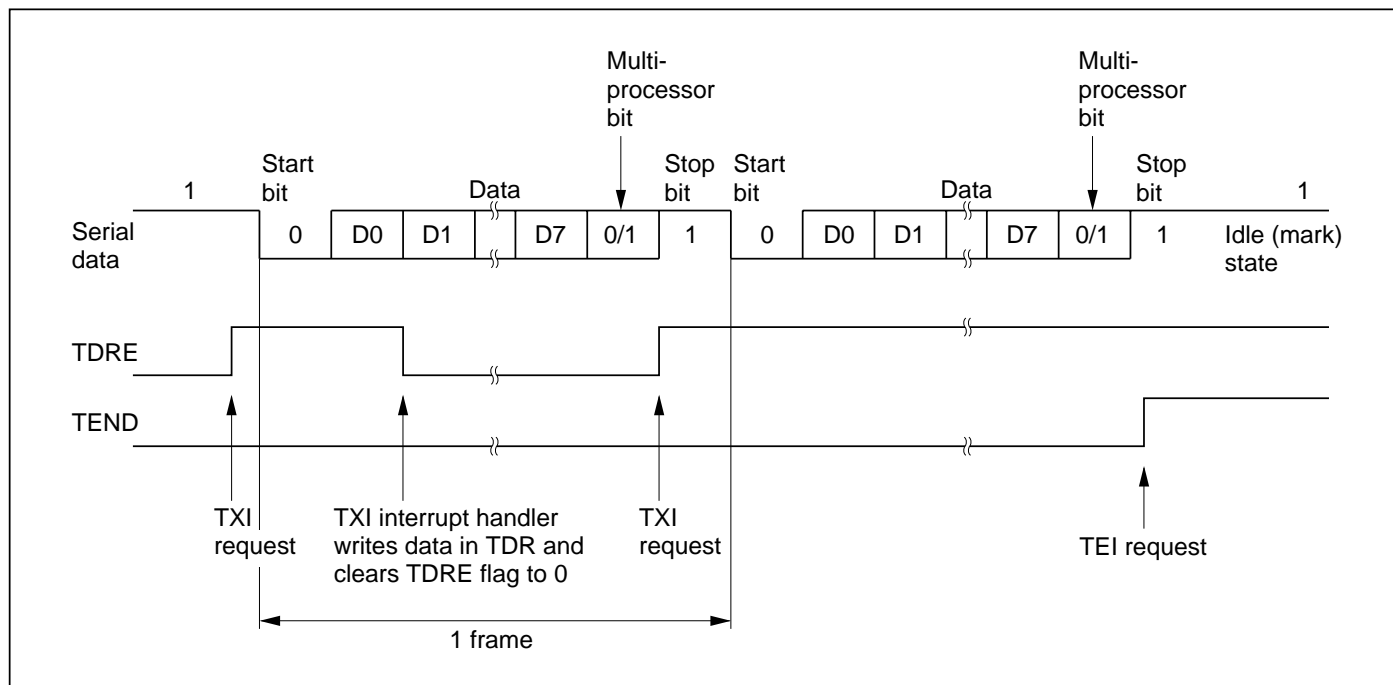 Multi-
processor
bit
Multi-
processor
bit
1
Start
bit
Data
Stop
bit
Start
bit
Data
Stop
bit
1
Serial
data
0
D0
D1
D7
0/1
1
0
D0
D1
D7
0/1
1
Idle (mark)
state
TDRE
TEND
TXI
request
TXI interrupt handler
writes data in TDR and
clears TDRE flag to 0
TXI
request
TEI request
1 frame